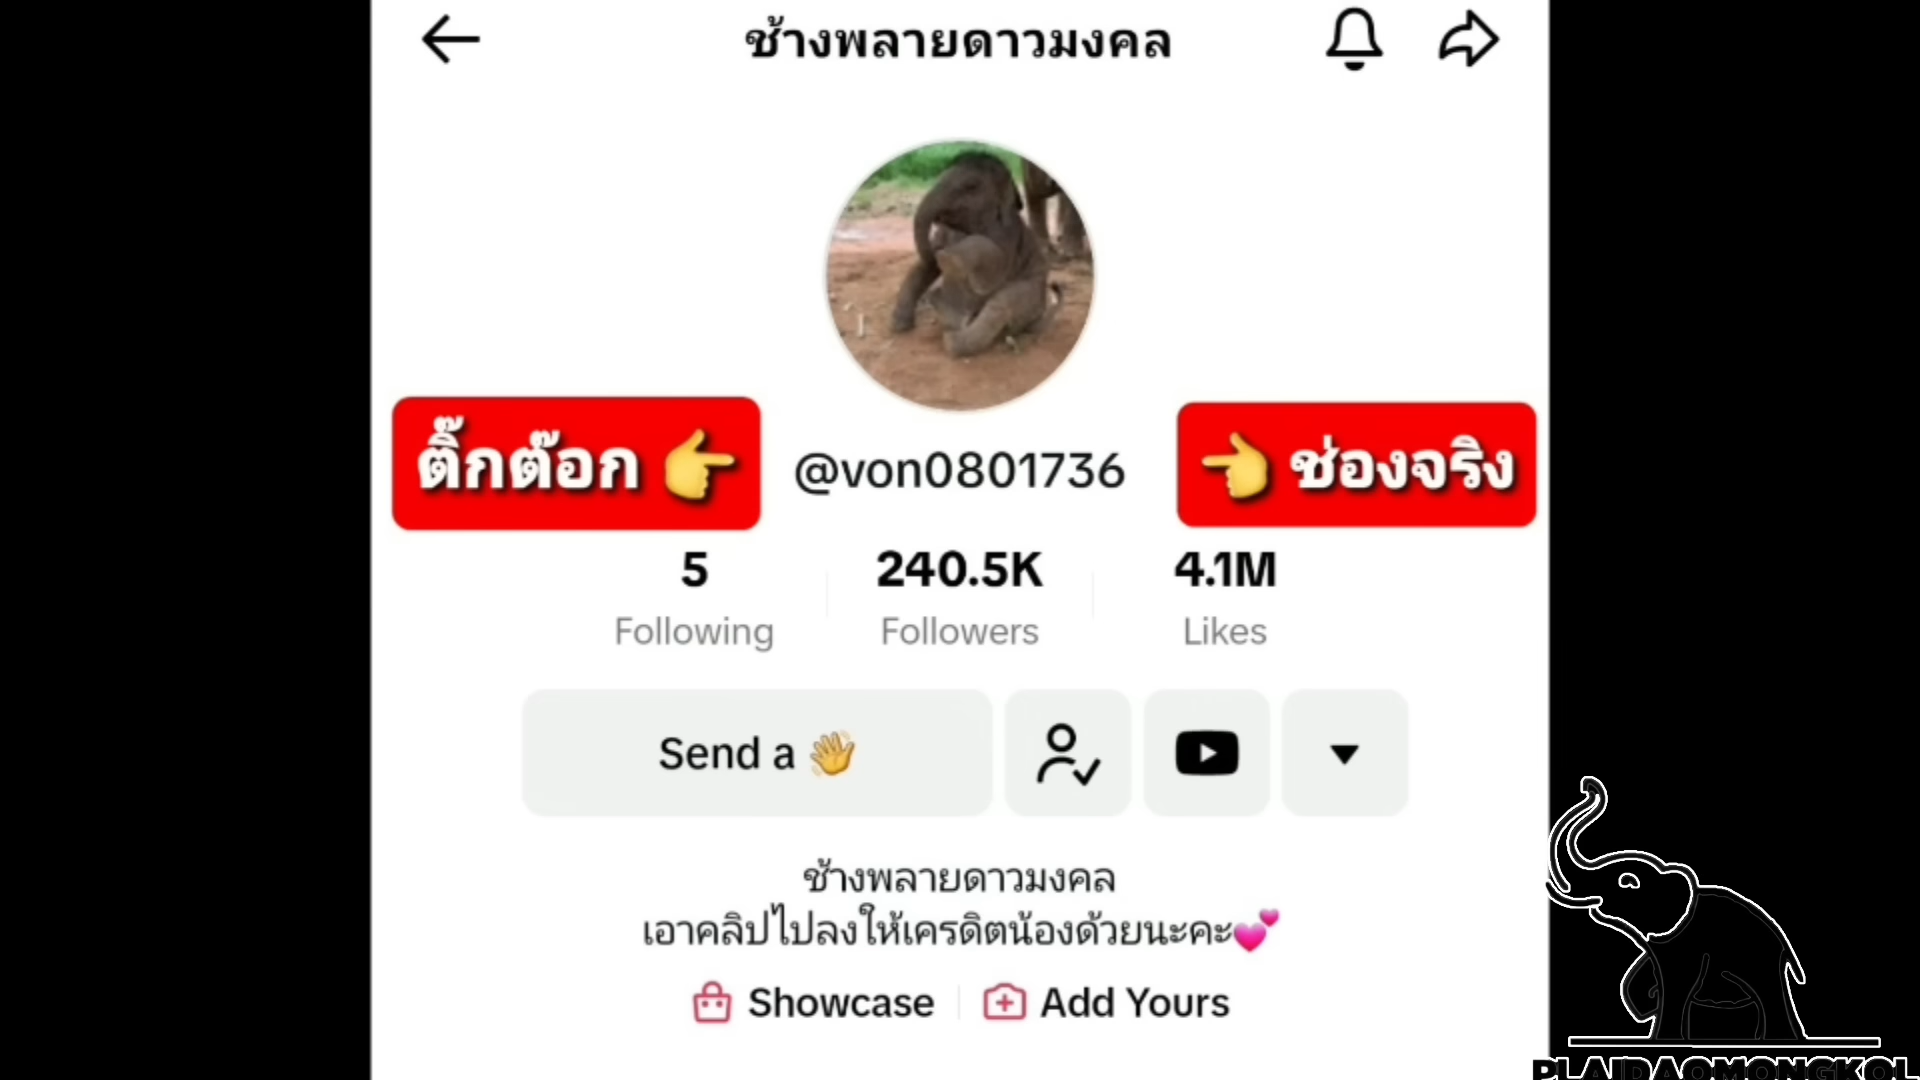 ช้างพลายดาวมงคล
ติ๊กต๊อก 👉 @von0801736 👈 ช่องจริง
5 240.5K 4.1M
Following Followers Likes
Send a 👋
ช้างพลายดาวมงคล
เอาคลิปไปลงให้เครดิตน้องด้วยนะคะ💕
Showcase Add Yours
PLAIDAOMONGKOL